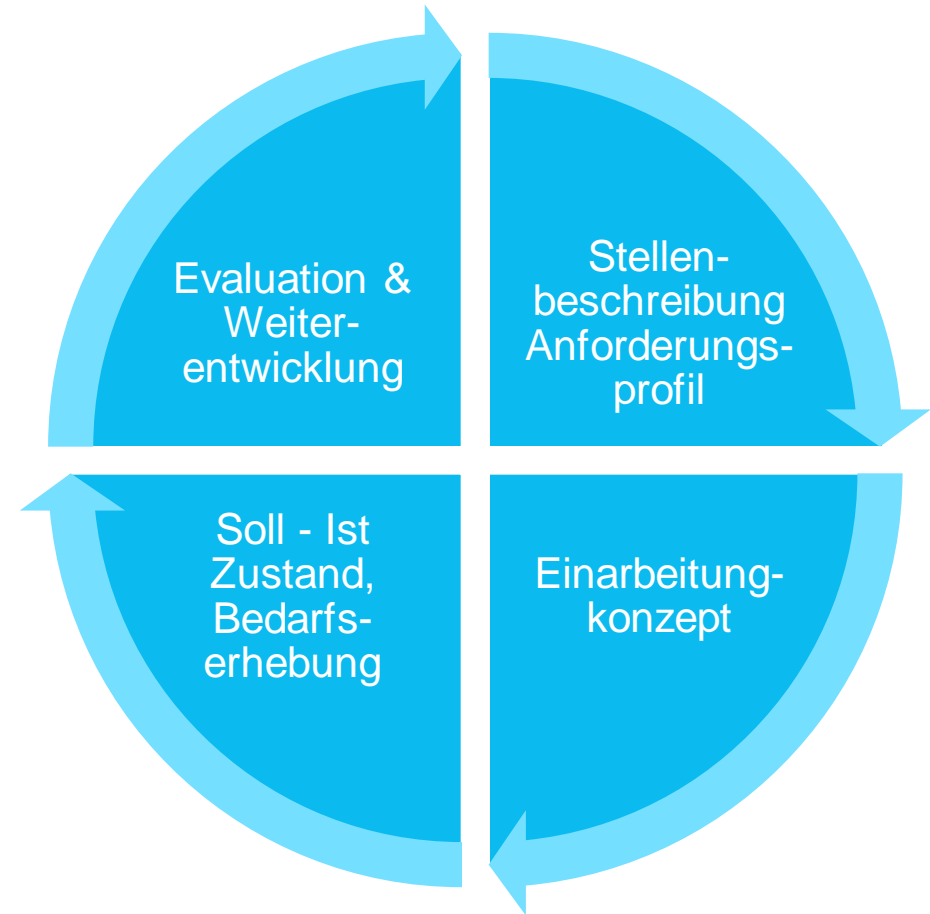 Evaluation &
Weiter-
entwicklung
Stellen-
beschreibung
Anforderungs-
profil
Soll - Ist
Zustand,
Bedarfs-
erhebung
Einarbeitung-
konzept